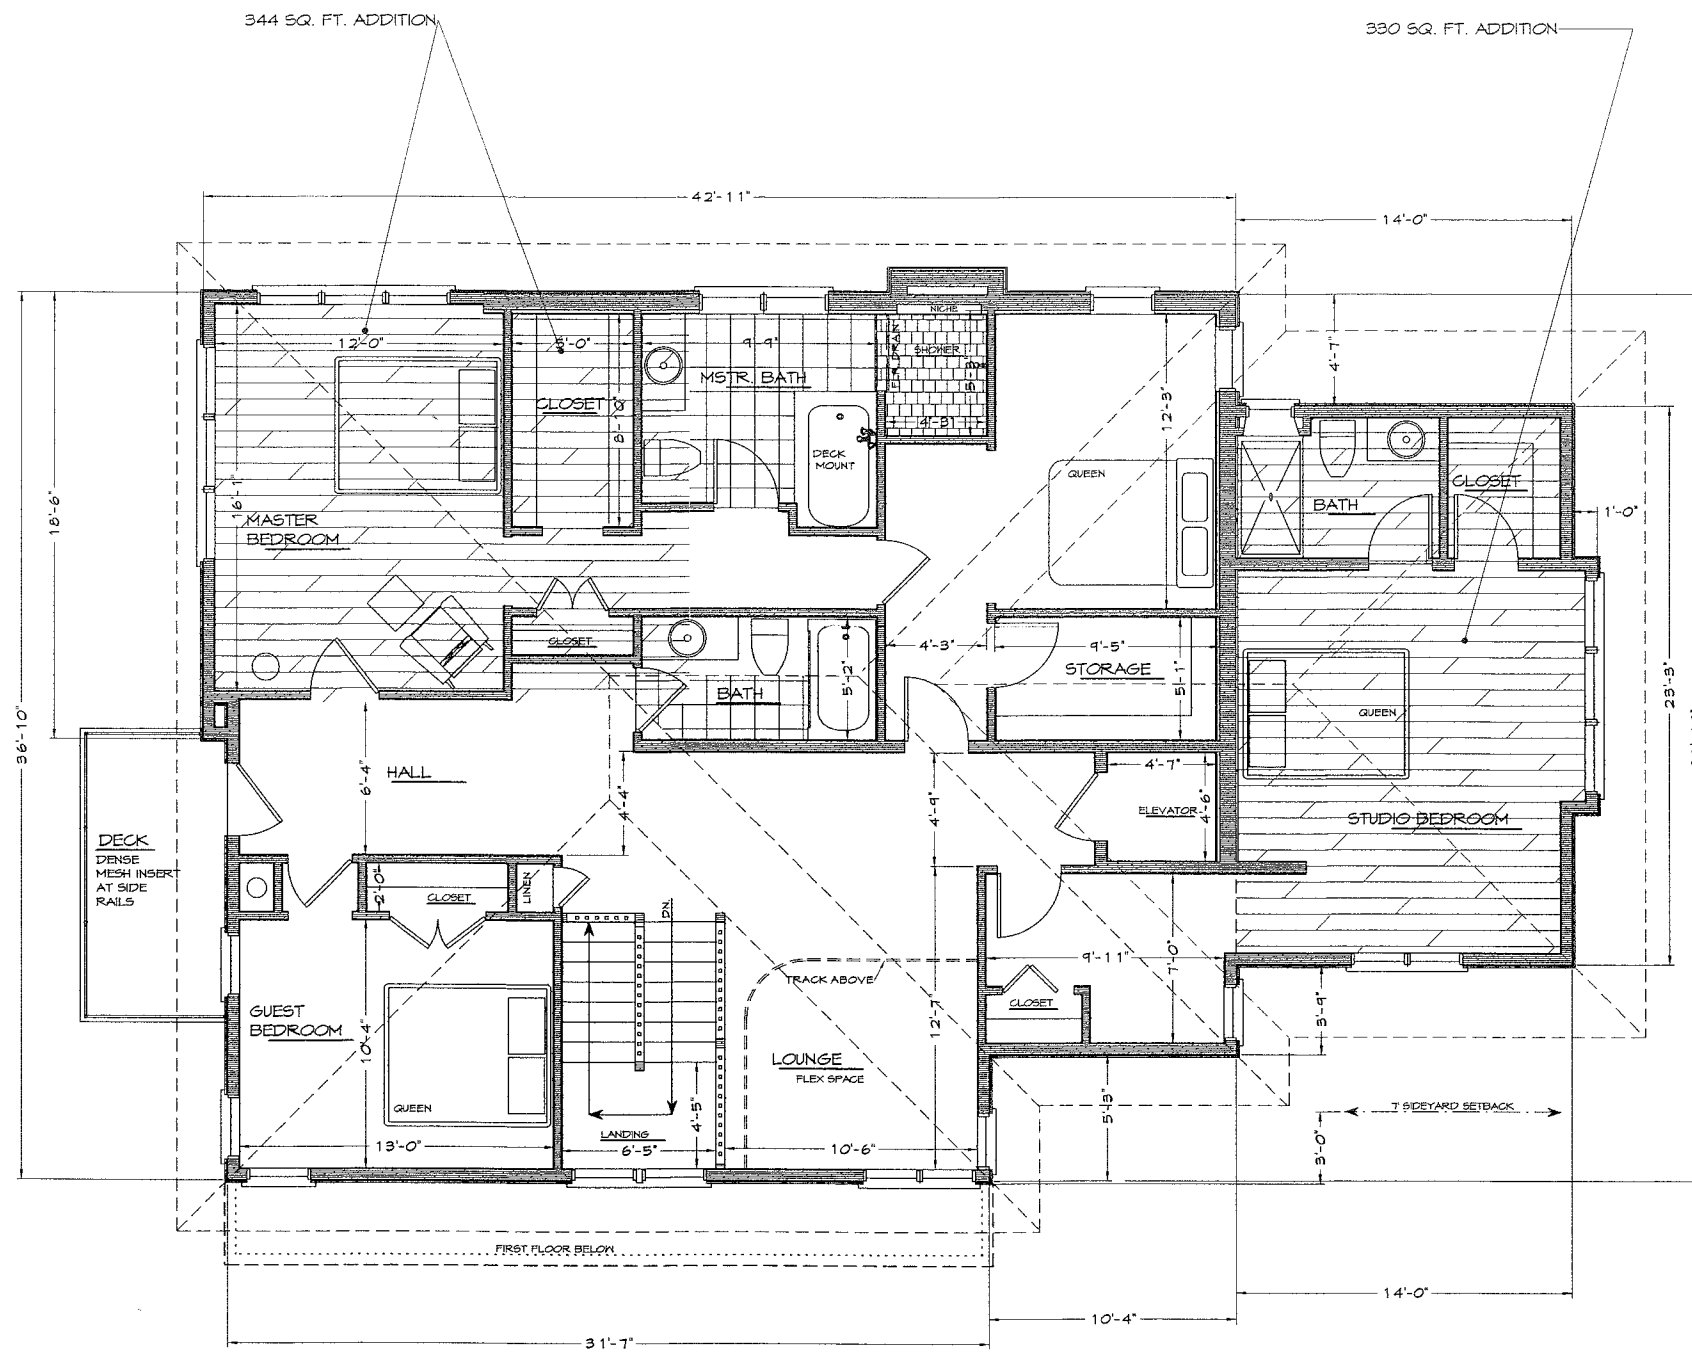 344 SQ. FT. ADDITION
330 SQ. FT. ADDITION
42'-11"
14'-0"
NICHE
12'-0"
5'-0"
9'-9"
SHOWER
5'-3"
4'-7"
MSTR. BATH
CLOSET
8'-10"
4'-3"
12'-3"
DECK
MOUNT
QUEEN
CLOSET
BATH
1'-0"
18'-6"
16'-1"
MASTER
BEDROOM
CLOSET
4'-3"
9'-5"
STORAGE
5'-1"
BATH
5'-2"
23'-3"
QUEEN
36'-10"
HALL
6'-4"
4'-4"
4'-9"
4'-7"
ELEVATOR
4'-6"
STUDIO BEDROOM
DECK
DENSE
MESH INSERT
AT SIDE
RAILS
2'-0"
CLOSET
LINEN
DN.
9'-11"
7'-0"
TRACK ABOVE
CLOSET
GUEST
BEDROOM
10'-4"
12'-7"
3'-9"
LOUNGE
FLEX SPACE
QUEEN
4'-5"
5'-3"
7' SIDEYARD SETBACK
LANDING
13'-0"
6'-5"
10'-6"
3'-0"
FIRST FLOOR BELOW
14'-0"
10'-4"
31'-7"